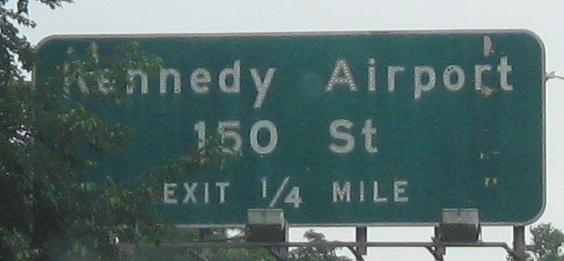 Kennedy Airport
150 St
EXIT 1/4 MILE